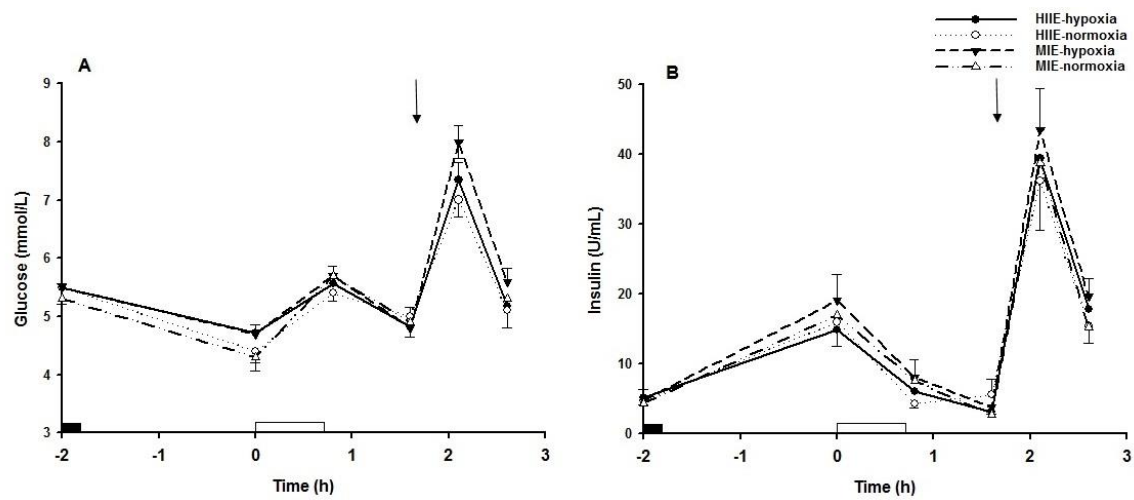 HIIE-hypoxia
HIIE-normoxia
MIE-hypoxia
MIE-normoxia
A
9
8
7
6
5
4
3
Glucose (mmol/L)
-2 -1 0 1 2 3
Time (h)
B
50
40
30
20
10
0
Insulin (U/mL)
-2 -1 0 1 2 3
Time (h)